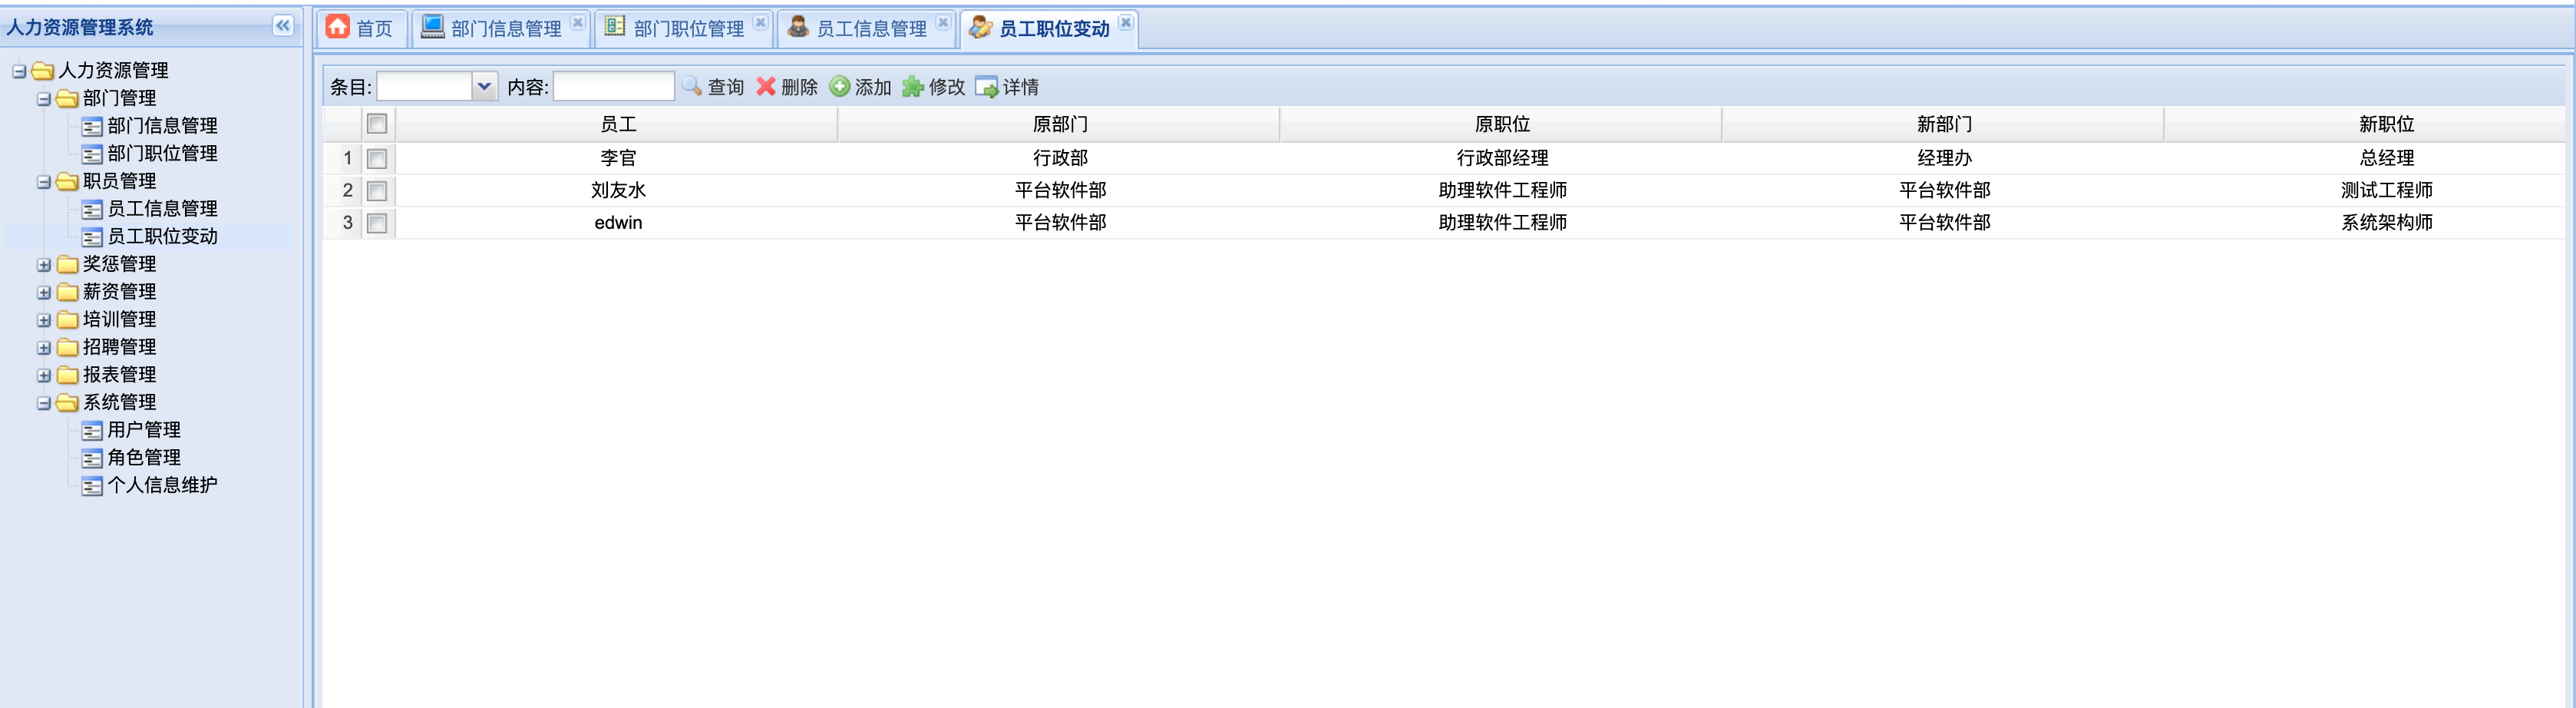 人力资源管理系统
首页 部门信息管理 部门职位管理 员工信息管理 员工职位变动
人力资源管理
部门管理
部门信息管理
部门职位管理
职员管理
员工信息管理
员工职位变动
奖惩管理
薪资管理
培训管理
招聘管理
报表管理
系统管理
用户管理
角色管理
个人信息维护
条目: 内容: 查询 删除 添加 修改 详情
员工 原部门 原职位 新部门 新职位
1 李官 行政部 行政部经理 经理办 总经理
2 刘友水 平台软件部 助理软件工程师 平台软件部 测试工程师
3 edwin 平台软件部 助理软件工程师 平台软件部 系统架构师